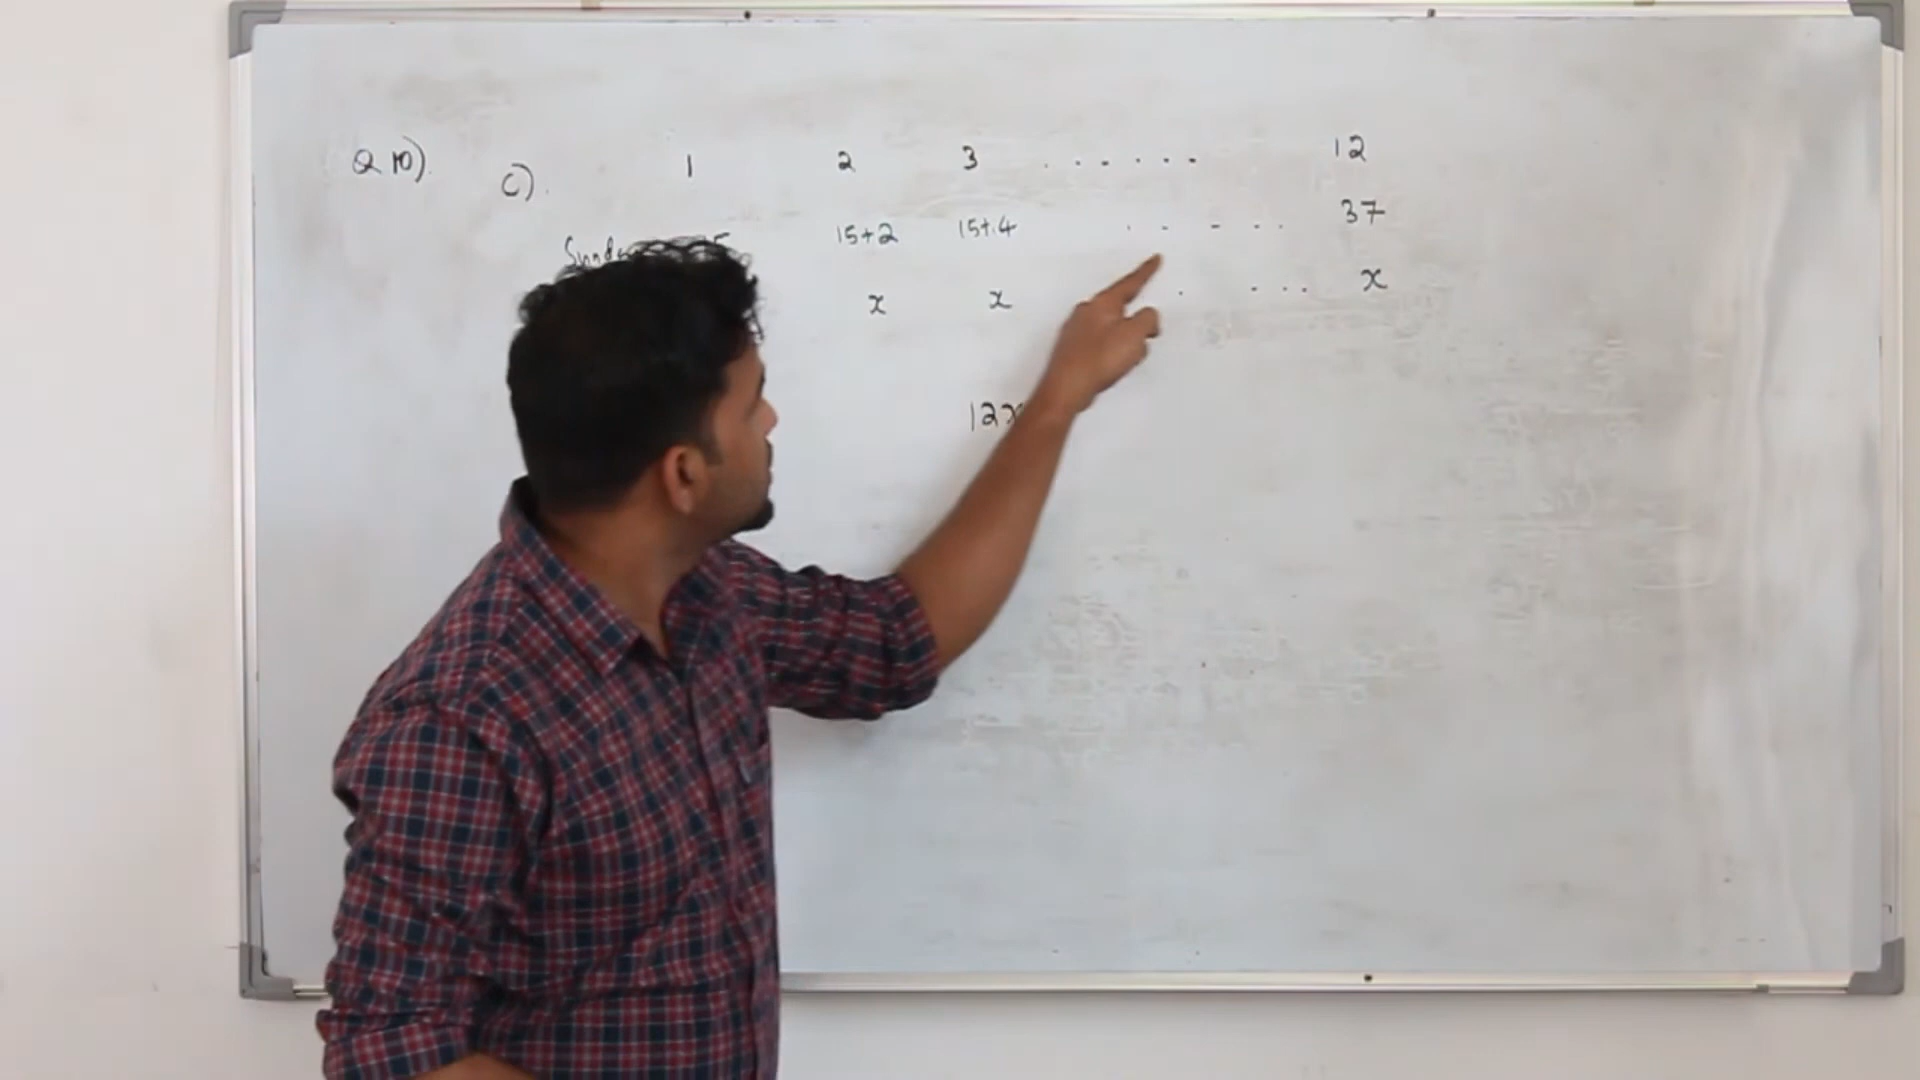 Q 10). C). 1 2 3 . . . . . . 12
15+2 15+4 . . - . . 37
x x . . . . x
12x